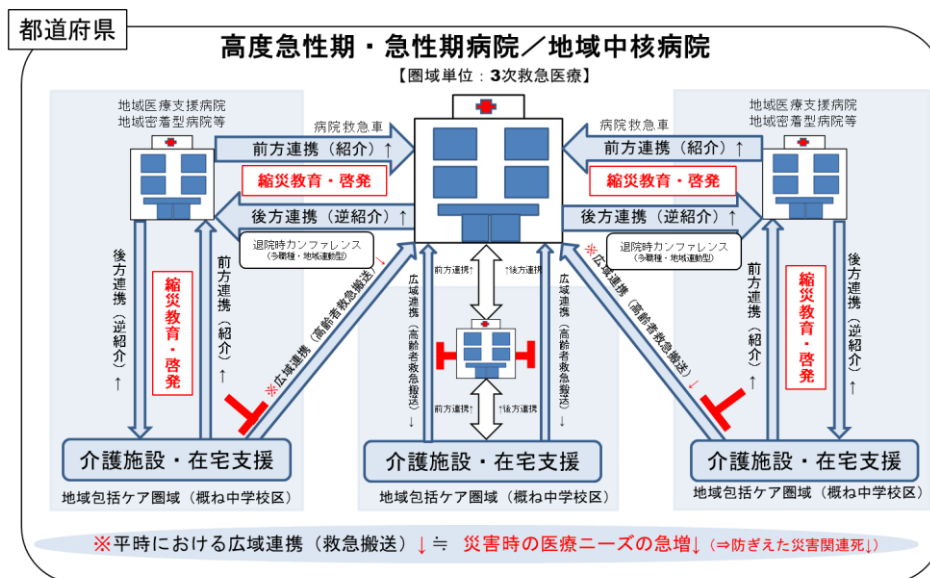 都道府県
高度急性期・急性期病院／地域中核病院
【圏域単位：3次救急医療】
地域医療支援病院
地域密着型病院等
病院救急車
前方連携（紹介）↑
縮災教育・啓発
後方連携（逆紹介）↑
退院時カンファレンス
（多職種・地域連動型）
後方連携（逆紹介）↑
縮災教育・啓発
前方連携（紹介）↑
※広域連携（高齢者救急搬送）↓
介護施設・在宅支援
地域包括ケア圏域（概ね中学校区）
広域連携（高齢者救急搬送）↓
前方連携↑
↑後方連携
広域連携（高齢者救急搬送）↓
前方連携↑
↑後方連携
介護施設・在宅支援
地域包括ケア圏域（概ね中学校区）
地域医療支援病院
地域密着型病院等
病院救急車
前方連携（紹介）↑
縮災教育・啓発
後方連携（逆紹介）↑
退院時カンファレンス
（多職種・地域連動型）
※広域連携（高齢者救急搬送）↓
前方連携（紹介）↑
縮災教育・啓発
後方連携（逆紹介）↑
介護施設・在宅支援
地域包括ケア圏域（概ね中学校区）
※平時における広域連携（救急搬送）↓≒ 災害時の医療ニーズの急増↓（⇒防ぎえた災害関連死↓）